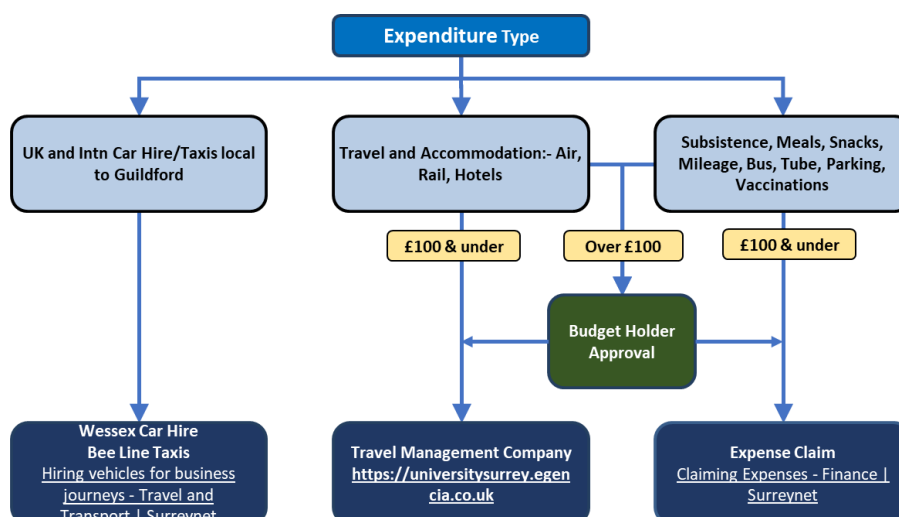 Expenditure Type
UK and Intn Car Hire/Taxis local
to Guildford
Travel and Accommodation:- Air,
Rail, Hotels
Subsistence, Meals, Snacks,
Mileage, Bus, Tube, Parking,
Vaccinations
£100 & under
Over £100
£100 & under
Budget Holder
Approval
Wessex Car Hire
Bee Line Taxis
Hiring vehicles for business
journeys - Travel and
Transport | Surreynet
Travel Management Company
https://universitysurrey.egen
cia.co.uk
Expense Claim
Claiming Expenses - Finance |
Surreynet